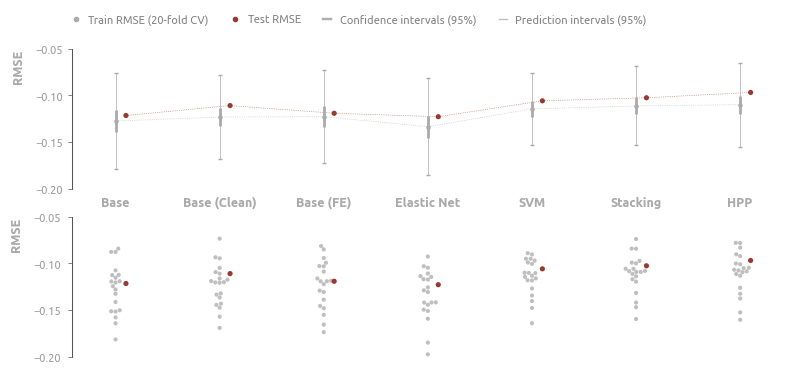 Train RMSE (20-fold CV) Test RMSE Confidence intervals (95%) Prediction intervals (95%)
RMSE
−0.05
−0.10
−0.15
−0.20
Base Base (Clean) Base (FE) Elastic Net SVM Stacking HPP
RMSE
−0.05
−0.10
−0.15
−0.20